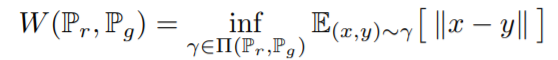 W(ℙ_r, ℙ_g) = inf_{γ∈Π(ℙ_r,ℙ_g)} 𝔼_{(x,y)∼γ}[ ‖x − y‖ ]